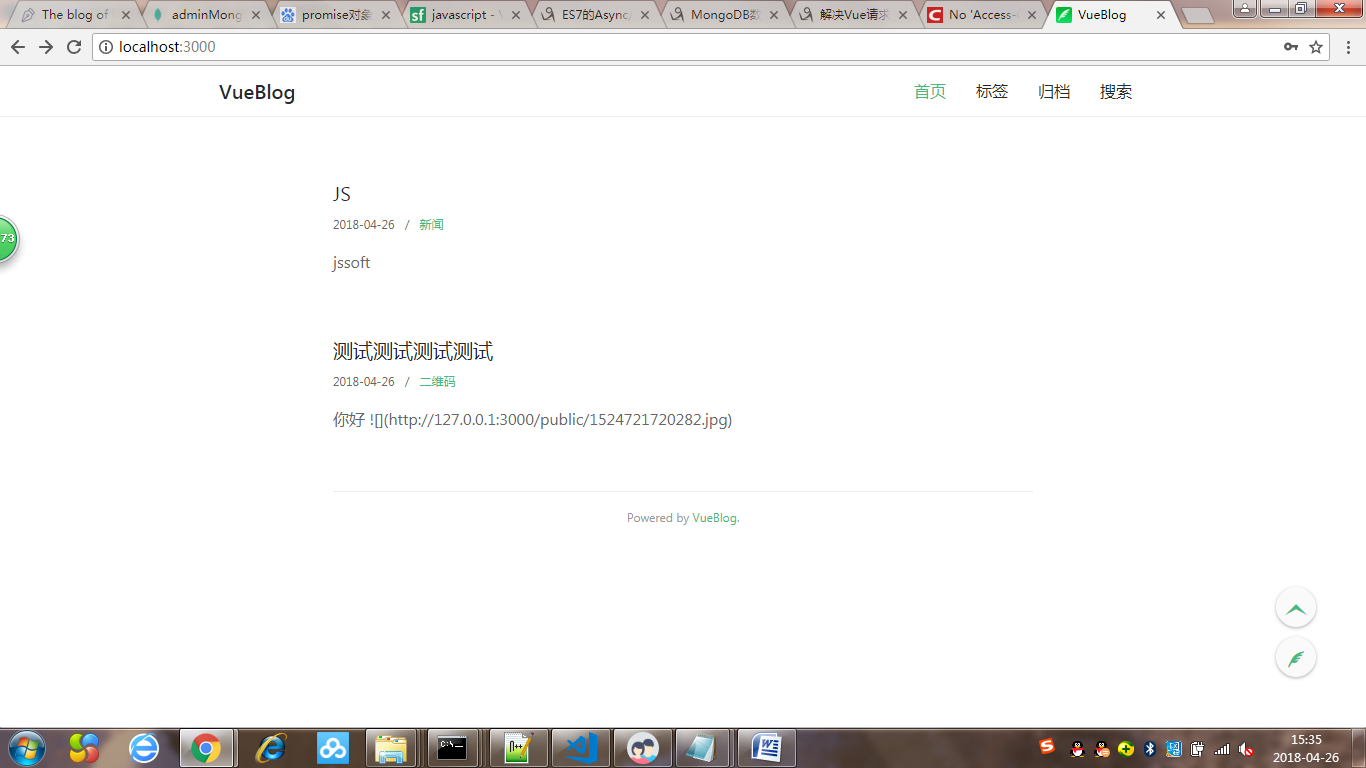 The blog of
adminMong
promise对象
javascript - V
ES7的Async/
MongoDB数
解决Vue请求
No 'Access-
VueBlog
localhost:3000
VueBlog
首页 标签 归档 搜索
JS
2018-04-26 / 新闻
73
jssoft
测试测试测试测试
2018-04-26 / 二维码
你好 ![](http://127.0.0.1:3000/public/1524721720282.jpg)
Powered by VueBlog.
15:35
2018-04-26